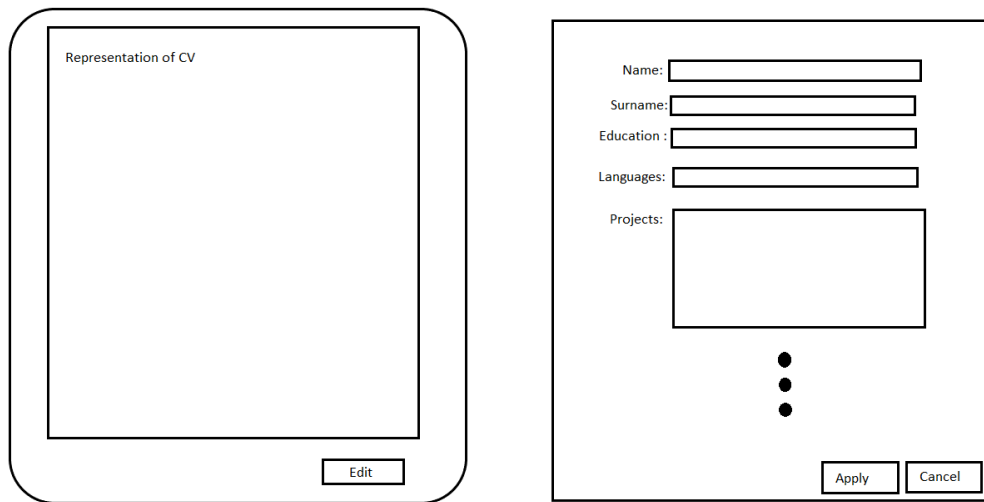 Representation of CV
Edit
Name:
Surname:
Education :
Languages:
Projects:
Apply
Cancel